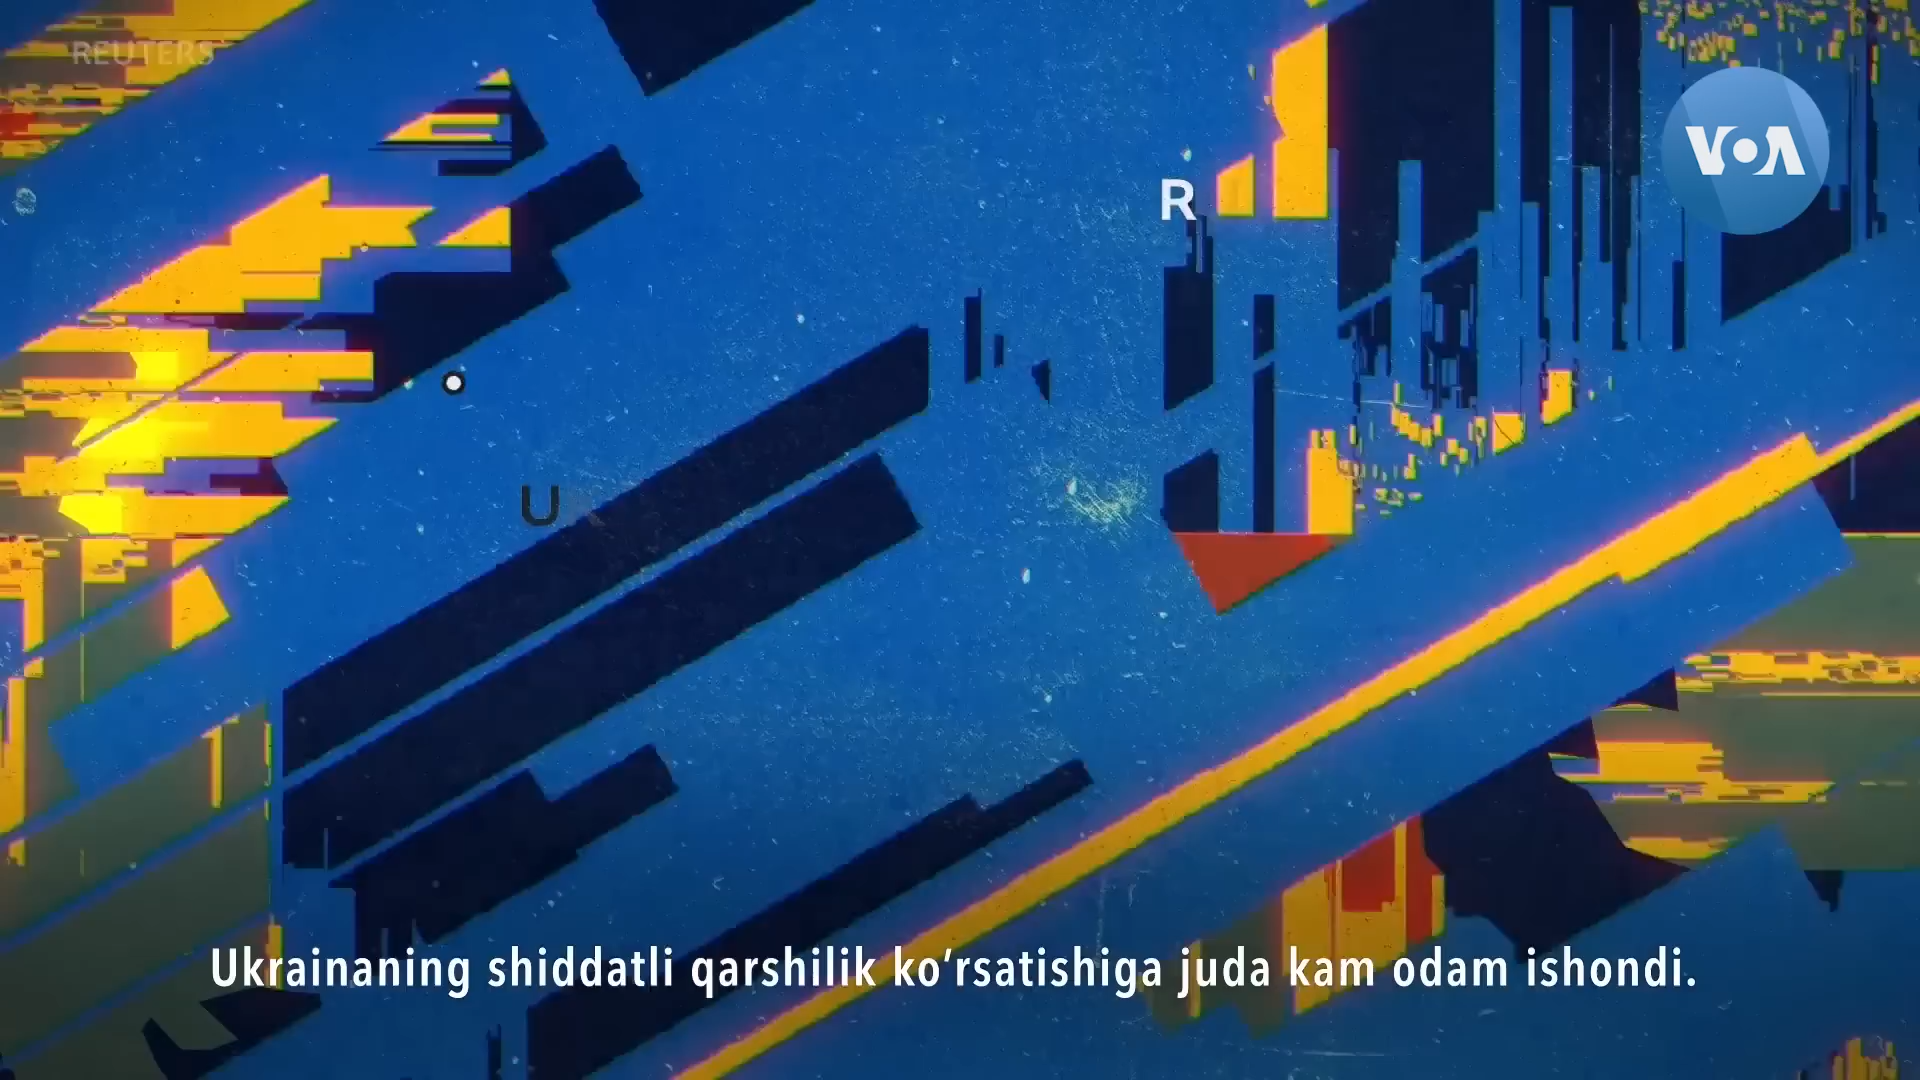 REUTERS
VOA
R
U
Ukrainaning shiddatli qarshilik ko‘rsatishiga juda kam odam ishondi.